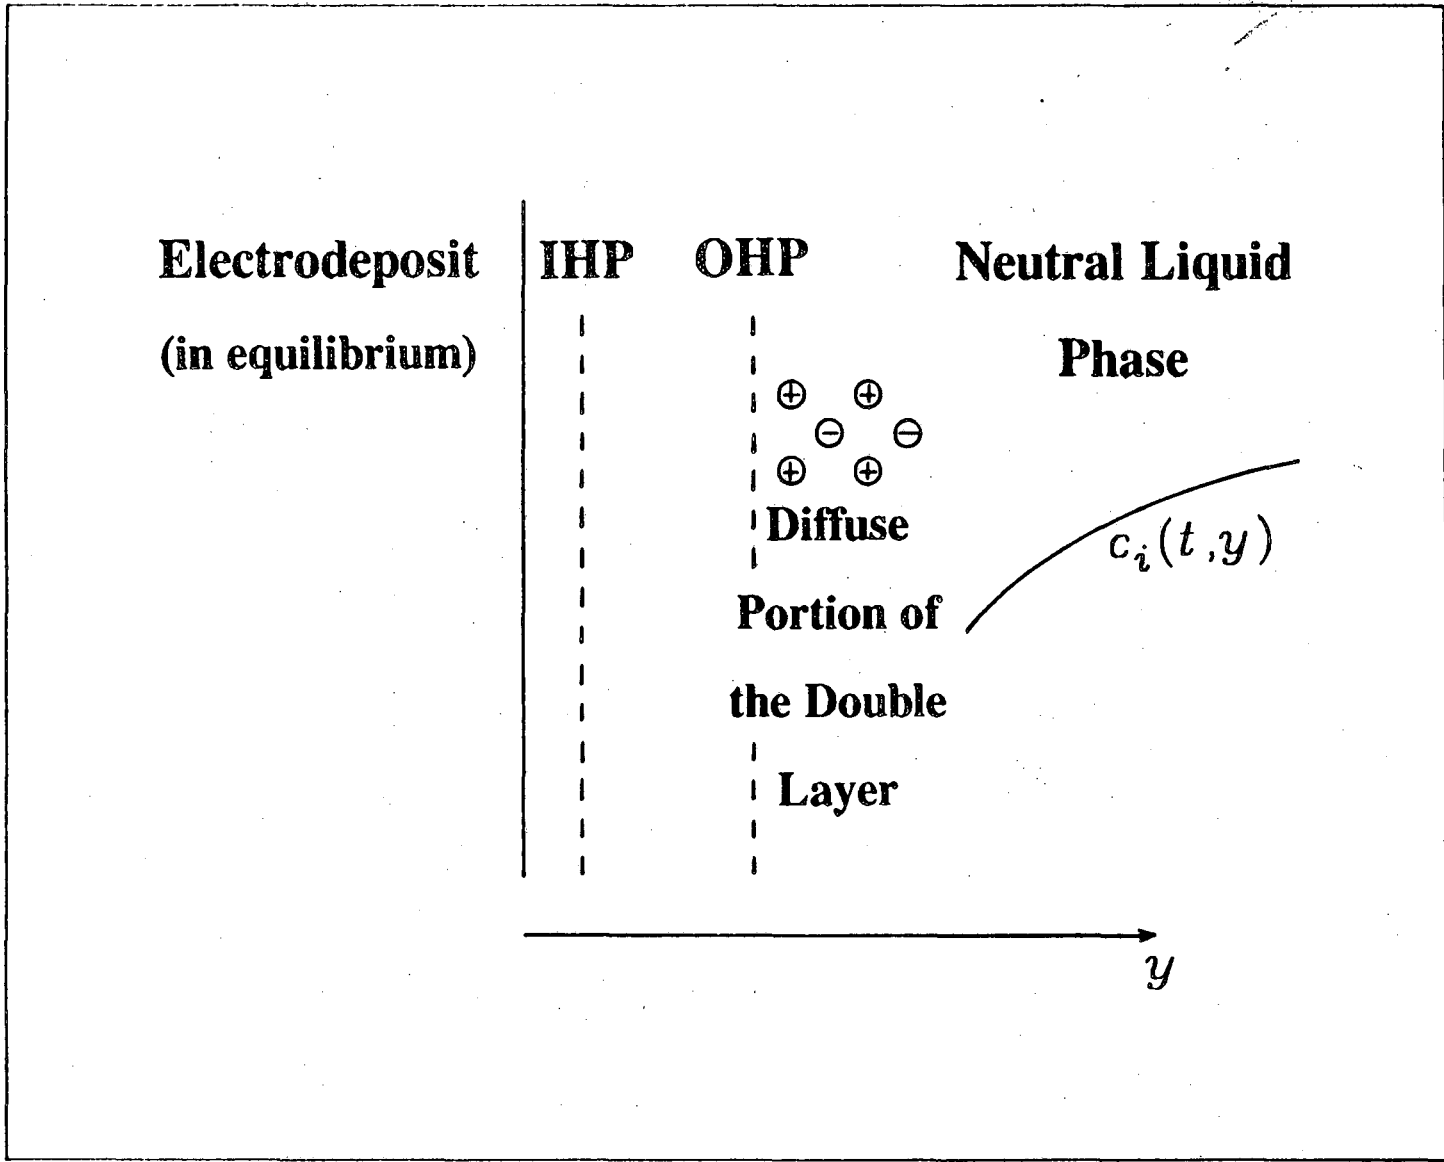 Electrodeposit
(in equilibrium)
IHP
OHP
Neutral Liquid
Phase
⊕ ⊕
⊖ ⊖
⊕ ⊕
Diffuse
Portion of
the Double
Layer
c_i(t,y)
y